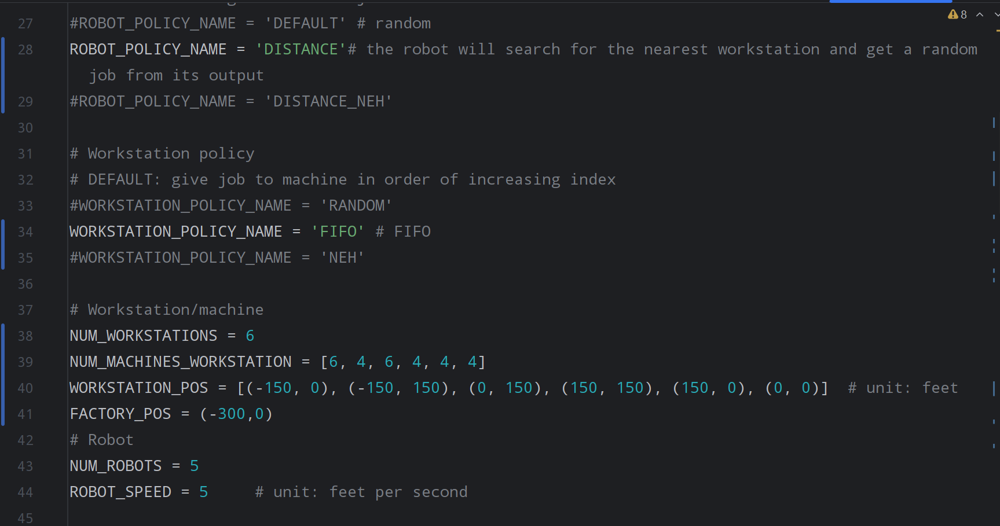 8
27 #ROBOT_POLICY_NAME = 'DEFAULT' # random
28 ROBOT_POLICY_NAME = 'DISTANCE'# the robot will search for the nearest workstation and get a random
job from its output
29 #ROBOT_POLICY_NAME = 'DISTANCE_NEH'
30
31 # Workstation policy
32 # DEFAULT: give job to machine in order of increasing index
33 #WORKSTATION_POLICY_NAME = 'RANDOM'
34 WORKSTATION_POLICY_NAME = 'FIFO' # FIFO
35 #WORKSTATION_POLICY_NAME = 'NEH'
36
37 # Workstation/machine
38 NUM_WORKSTATIONS = 6
39 NUM_MACHINES_WORKSTATION = [6, 4, 6, 4, 4, 4]
40 WORKSTATION_POS = [(-150, 0), (-150, 150), (0, 150), (150, 150), (150, 0), (0, 0)]  # unit: feet
41 FACTORY_POS = (-300,0)
42 # Robot
43 NUM_ROBOTS = 5
44 ROBOT_SPEED = 5     # unit: feet per second
45